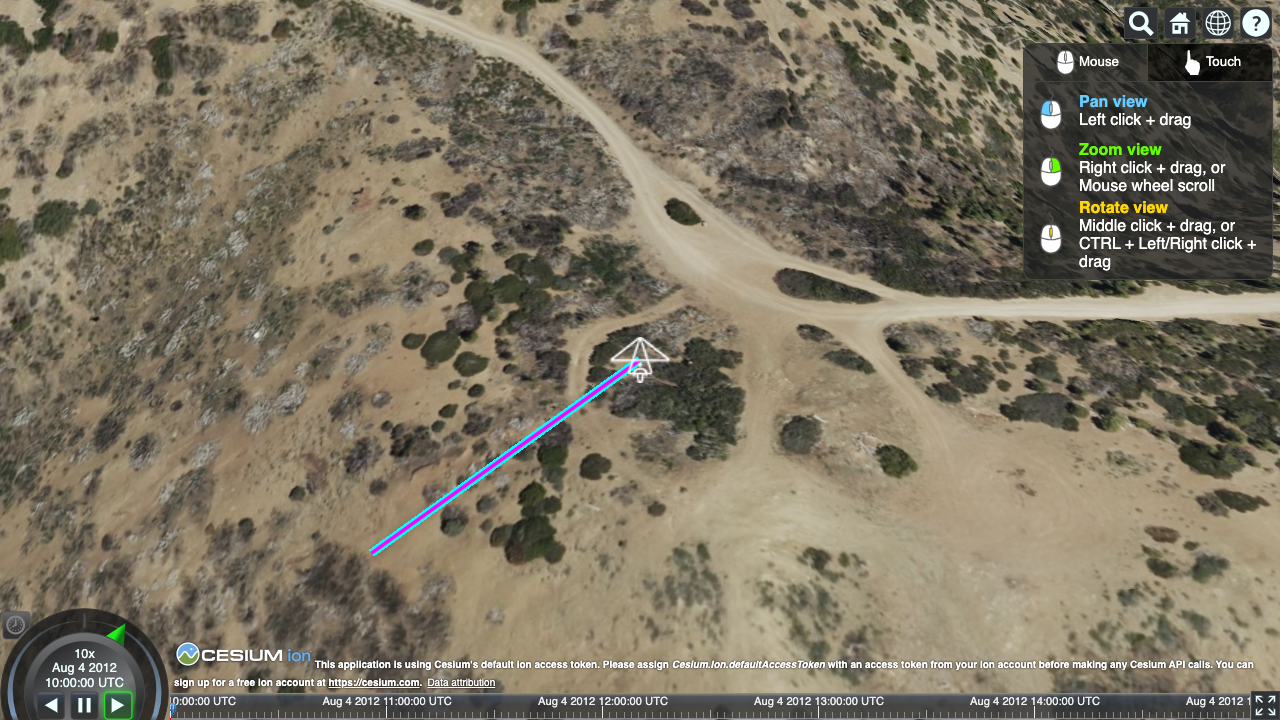 Mouse
Touch
Pan view
Left click + drag
Zoom view
Right click + drag, or
Mouse wheel scroll
Rotate view
Middle click + drag, or
CTRL + Left/Right click +
drag
10x
Aug 4 2012
10:00:00 UTC
CESIUM ion This application is using Cesium's default ion access token. Please assign Cesium.Ion.defaultAccessToken with an access token from your ion account before making any Cesium API calls. You can
sign up for a free ion account at https://cesium.com. Data attribution
0:00:00 UTC Aug 4 2012 11:00:00 UTC Aug 4 2012 12:00:00 UTC Aug 4 2012 13:00:00 UTC Aug 4 2012 14:00:00 UTC Aug 4 2012 1